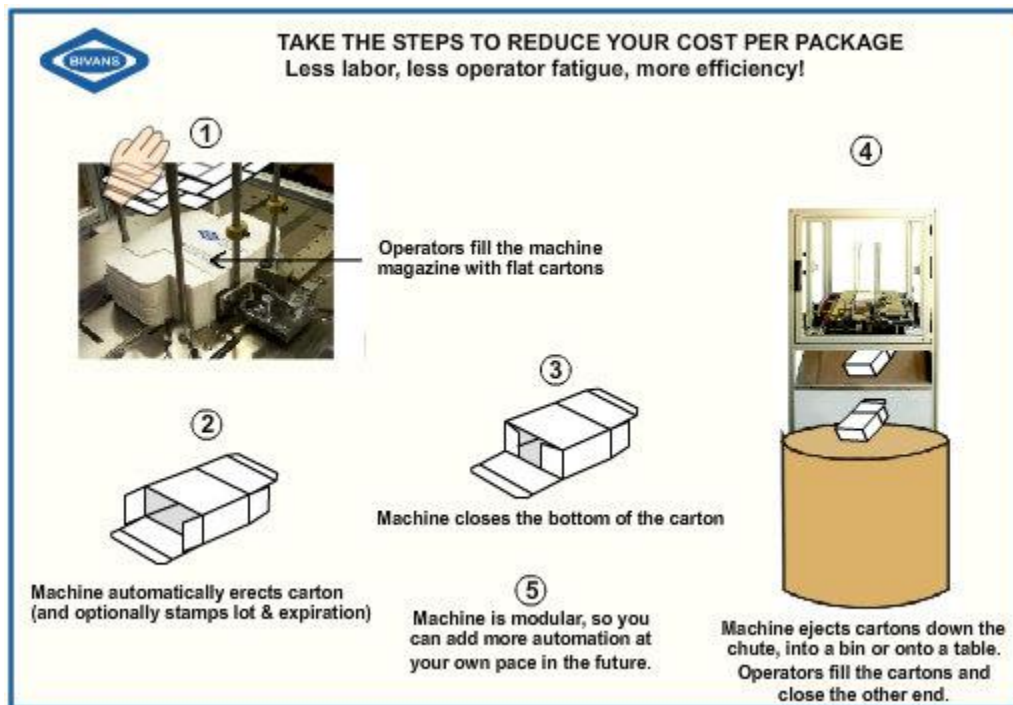 BIVANS
TAKE THE STEPS TO REDUCE YOUR COST PER PACKAGE
Less labor, less operator fatigue, more efficiency!
1
Operators fill the machine
magazine with flat cartons
2
Machine automatically erects carton
(and optionally stamps lot & expiration)
3
Machine closes the bottom of the carton
4
Machine ejects cartons down the
chute, into a bin or onto a table.
Operators fill the cartons and
close the other end.
5
Machine is modular, so you
can add more automation at
your own pace in the future.